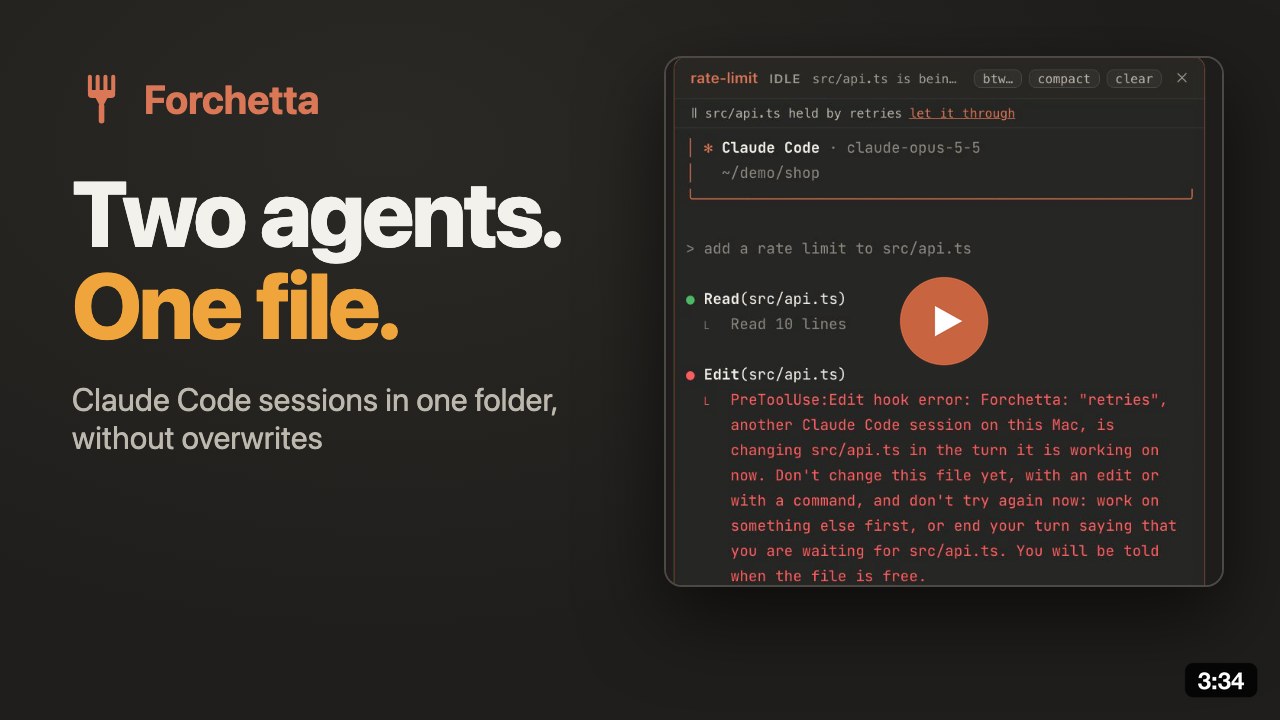 Forchetta
Two agents.
One file.
Claude Code sessions in one folder,
without overwrites
rate-limit IDLE src/api.ts is bein… btw… compact clear ×
‖ src/api.ts held by retries let it through
✻ Claude Code · claude-opus-5-5
~/demo/shop
> add a rate limit to src/api.ts
● Read(src/api.ts)
└ Read 10 lines
● Edit(src/api.ts)
└ PreToolUse:Edit hook error: Forchetta: "retries",
another Claude Code session on this Mac, is
changing src/api.ts in the turn it is working on
now. Don't change this file yet, with an edit or
with a command, and don't try again now: work on
something else first, or end your turn saying that
you are waiting for src/api.ts. You will be told
when the file is free.
3:34